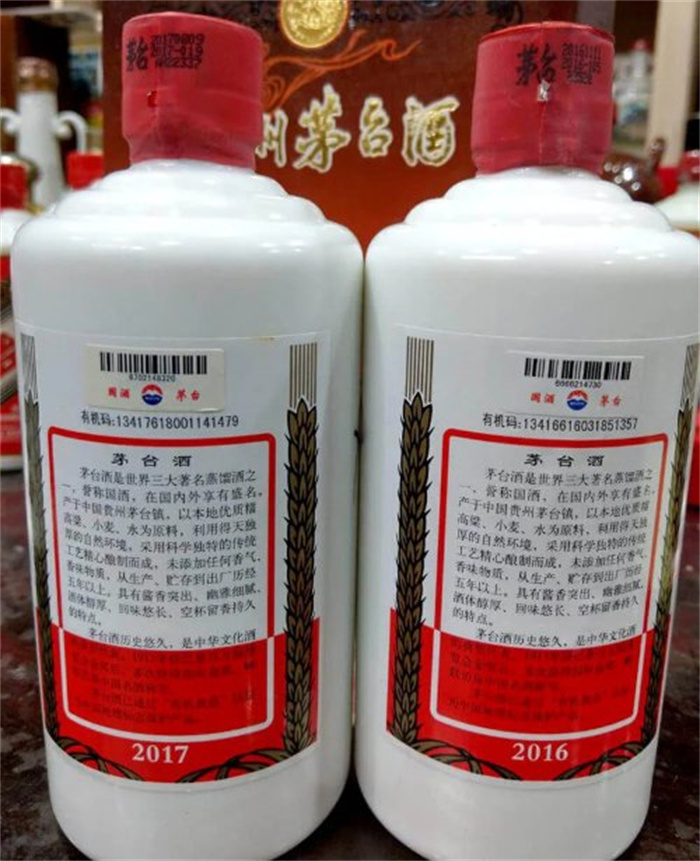 茅台
20170809
2017-019
02337
茅台
20161111
州茅台酒
6702148320
国酒 茅台
有机码:13417618001141479
茅台酒
茅台酒是世界三大著名蒸馏酒之
一，誉称国酒，在国内外享有盛名。
产于中国贵州茅台镇，以本地优质糯
高粱、小麦、水为原料，利用得天独
厚的自然环境，采用科学独特的传统
工艺精心酿制而成，未添加任何香气、
香味物质，从生产、贮存到出厂历经
五年以上。具有酱香突出、幽雅细腻、
酒体醇厚、回味悠长、空杯留香持久
的特点。
茅台酒历史悠久，是中华文化酒
2017
6666214730
国酒 茅台
有机码:13416616031851357
茅台酒
茅台酒是世界三大著名蒸馏酒之
一，誉称国酒，在国内外享有盛名。
产于中国贵州茅台镇，以本地优质糯
高粱、小麦、水为原料，利用得天独
厚的自然环境，采用科学独特的传统
工艺精心酿制而成，未添加任何香气、
香味物质，从生产、贮存到出厂历经
五年以上。具有酱香突出、幽雅细腻、
酒体醇厚、回味悠长、空杯留香持久
的特点。
茅台酒历史悠久，是中华文化酒
2016